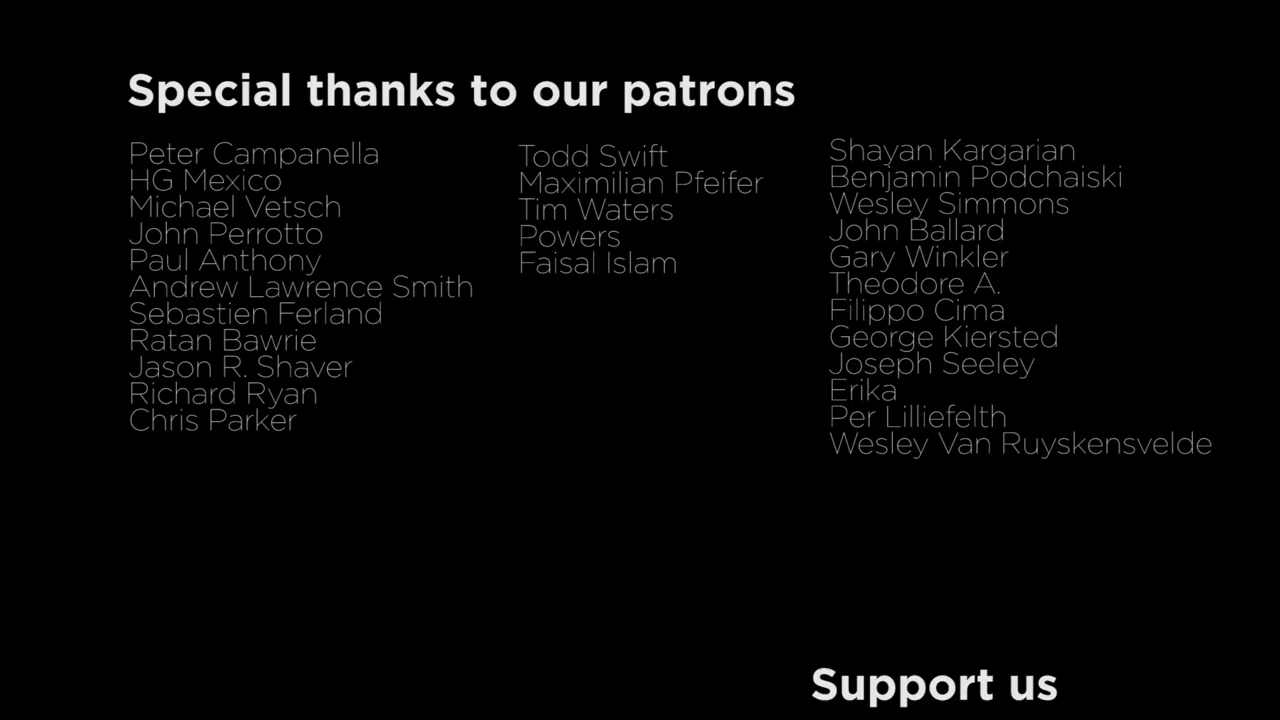 Special thanks to our patrons
Peter Campanella
HG Mexico
Michael Vetsch
John Perrotto
Paul Anthony
Andrew Lawrence Smith
Sebastien Ferland
Ratan Bawrie
Jason R. Shaver
Richard Ryan
Chris Parker
Todd Swift
Maximilian Pfeifer
Tim Waters
Powers
Faisal Islam
Shayan Kargarian
Benjamin Podchaiski
Wesley Simmons
John Ballard
Gary Winkler
Theodore A.
Filippo Cima
George Kiersted
Joseph Seeley
Erika
Per Lilliefelth
Wesley Van Ruyskensvelde
Support us